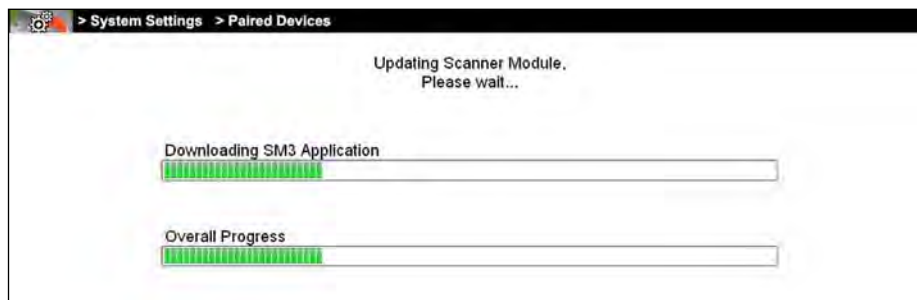 > System Settings > Paired Devices
Updating Scanner Module,
Please wait...
Downloading SM3 Application
Overall Progress